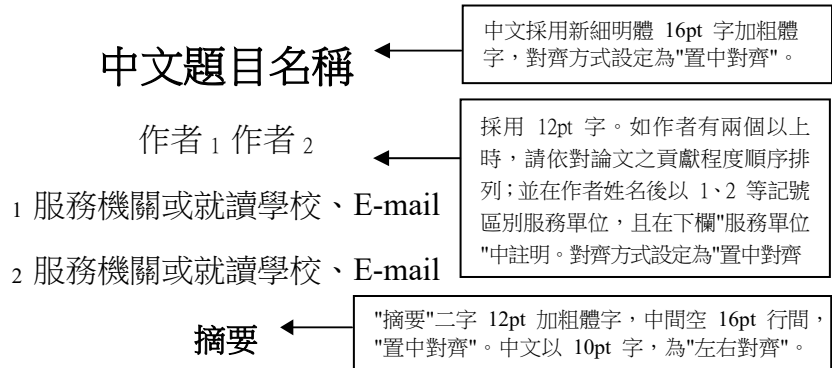 中文題目名稱
中文採用新細明體 16pt 字加粗體
字，對齊方式設定為"置中對齊"。
作者 1 作者 2
採用 12pt 字。如作者有兩個以上
時，請依對論文之貢獻程度順序排
列；並在作者姓名後以 1、2 等記號
區別服務單位，且在下欄"服務單位
"中註明。對齊方式設定為"置中對齊
1 服務機關或就讀學校、E-mail
2 服務機關或就讀學校、E-mail
摘要
"摘要"二字 12pt 加粗體字，中間空 16pt 行間，
"置中對齊"。中文以 10pt 字，為"左右對齊"。